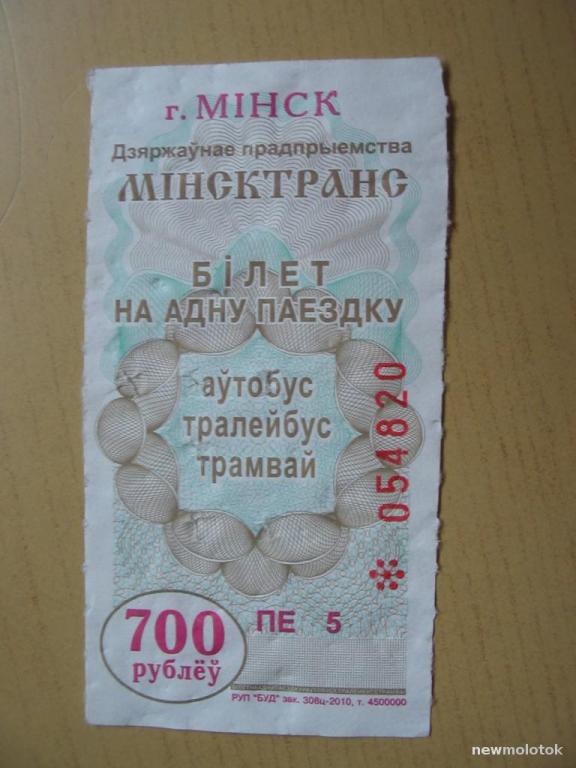 г. МІНСК
Дзяржаўнае прадпрыемства
МІНСКТРАНС
БІЛЕТ
НА АДНУ ПАЕЗДКУ
аўтобус
тралейбус
трамвай
054820
700
рублёў
ПЕ 5
РУП "БУД" зак. 308ц-2010, т. 4500000
newmolotok